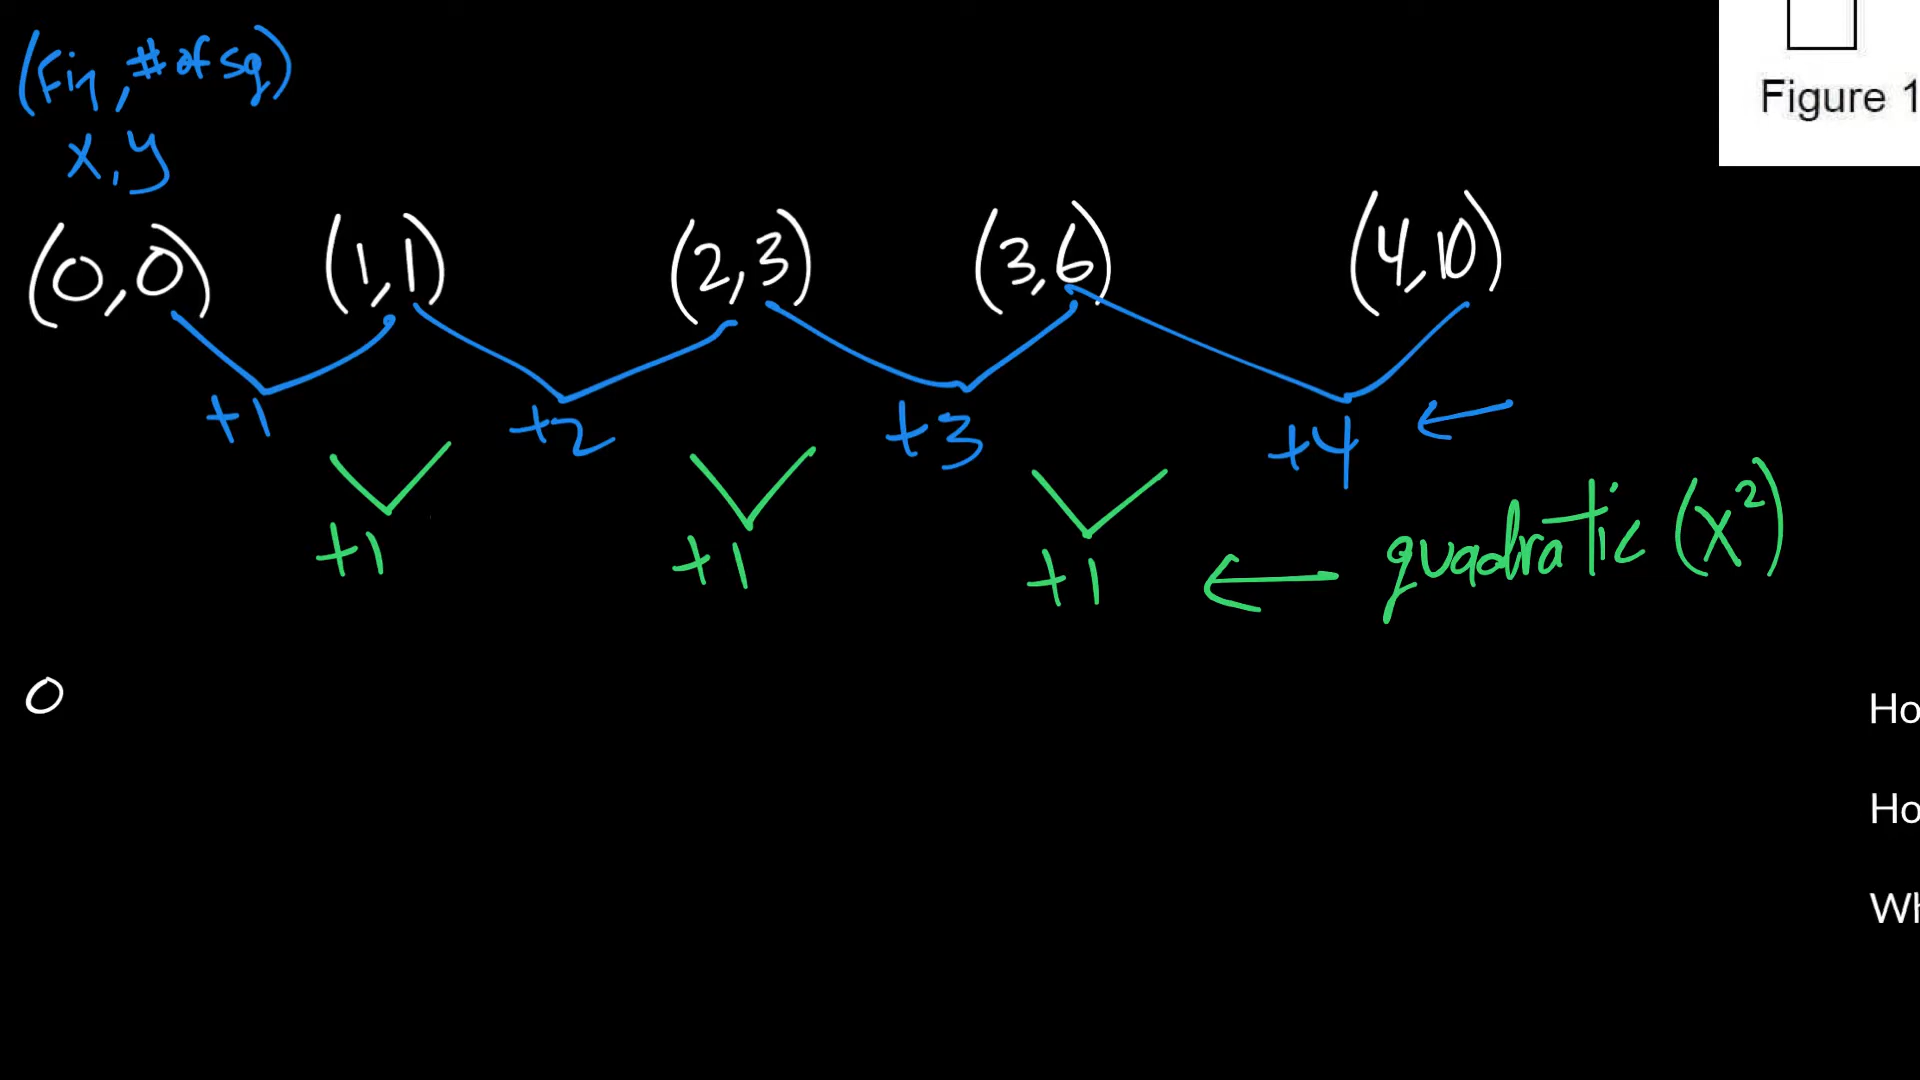 (Fig, # of sq)
x, y
Figure 1
(0,0) (1,1) (2,3) (3,6) (4,10)
+1 +2 +3 +4 ←
+1 +1 +1 ← quadratic (x²)
0
Ho
Ho
Wh